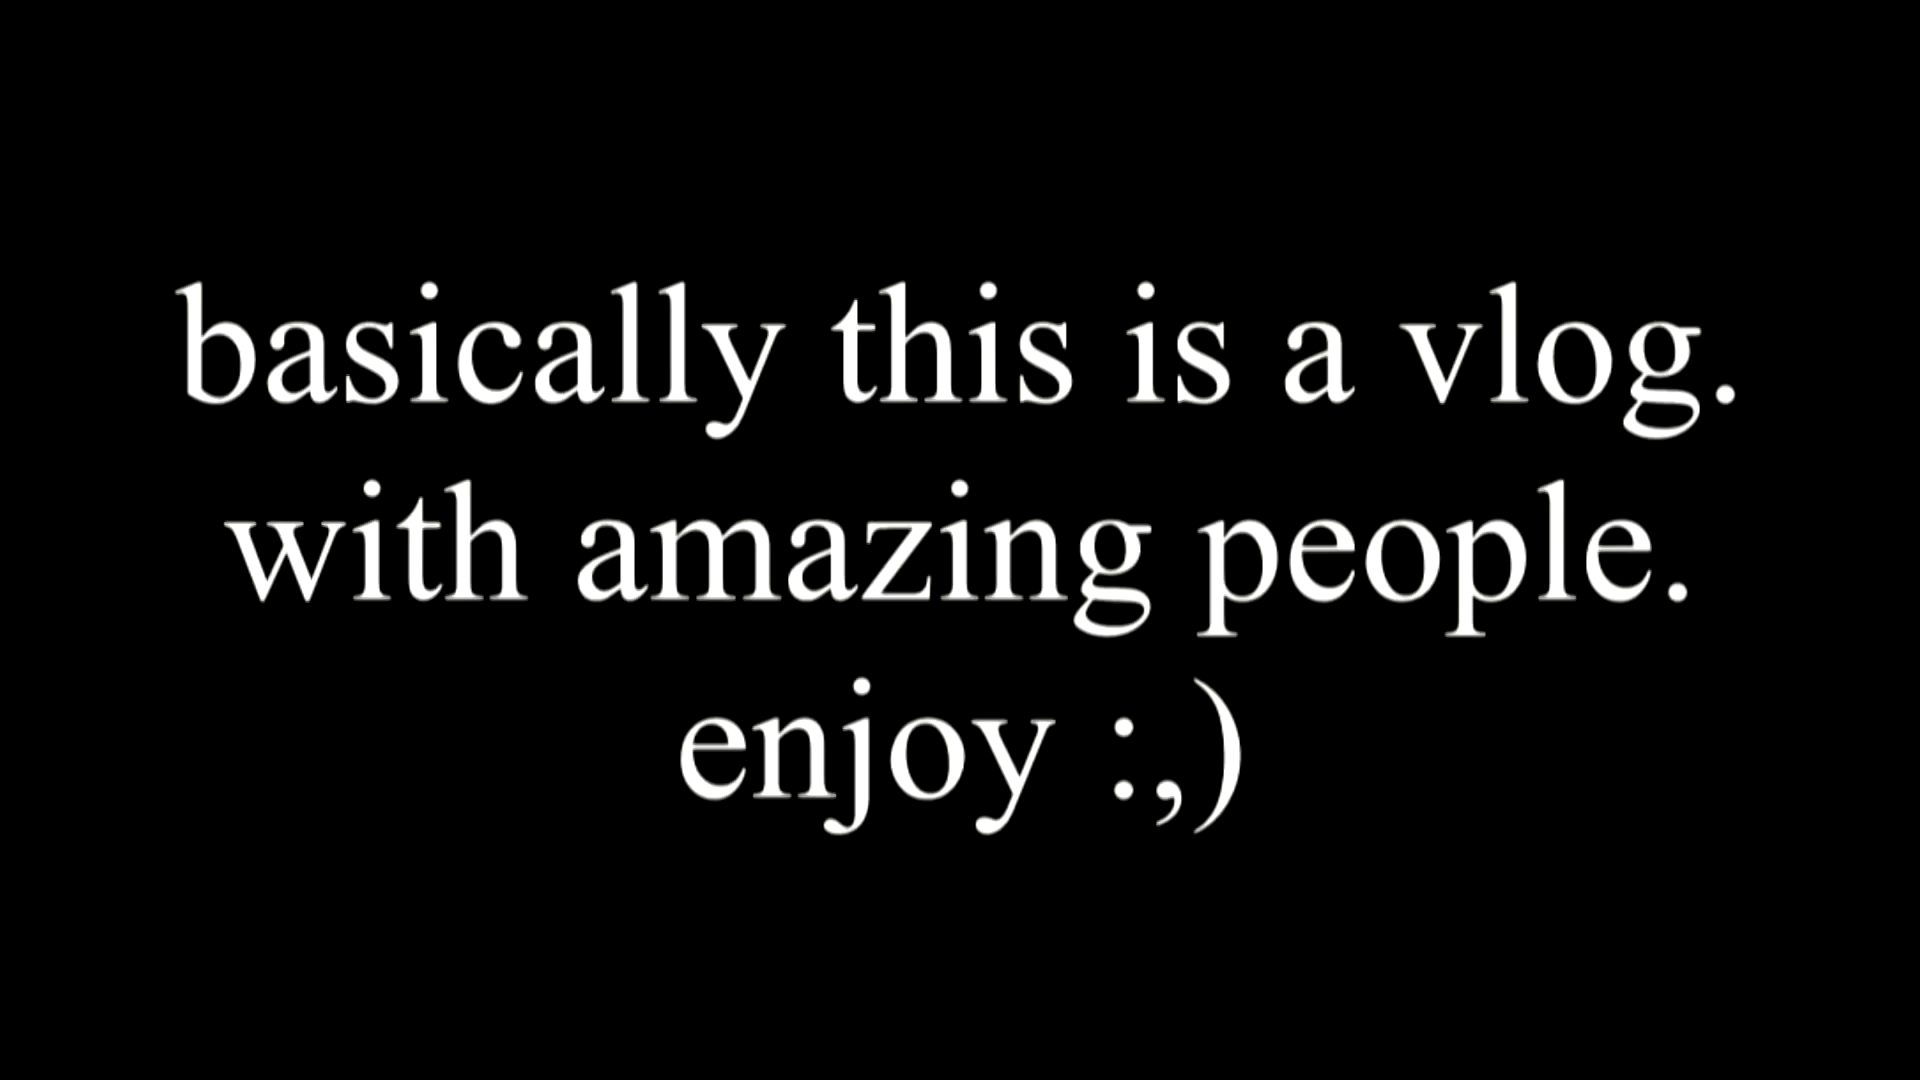 basically this is a vlog.
with amazing people.
enjoy :,)